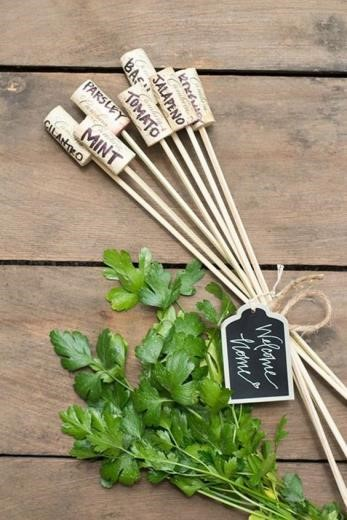 BASIL
PARSLEY
JALAPENO
TOMATO
CILANTRO
MINT
Welcome
home